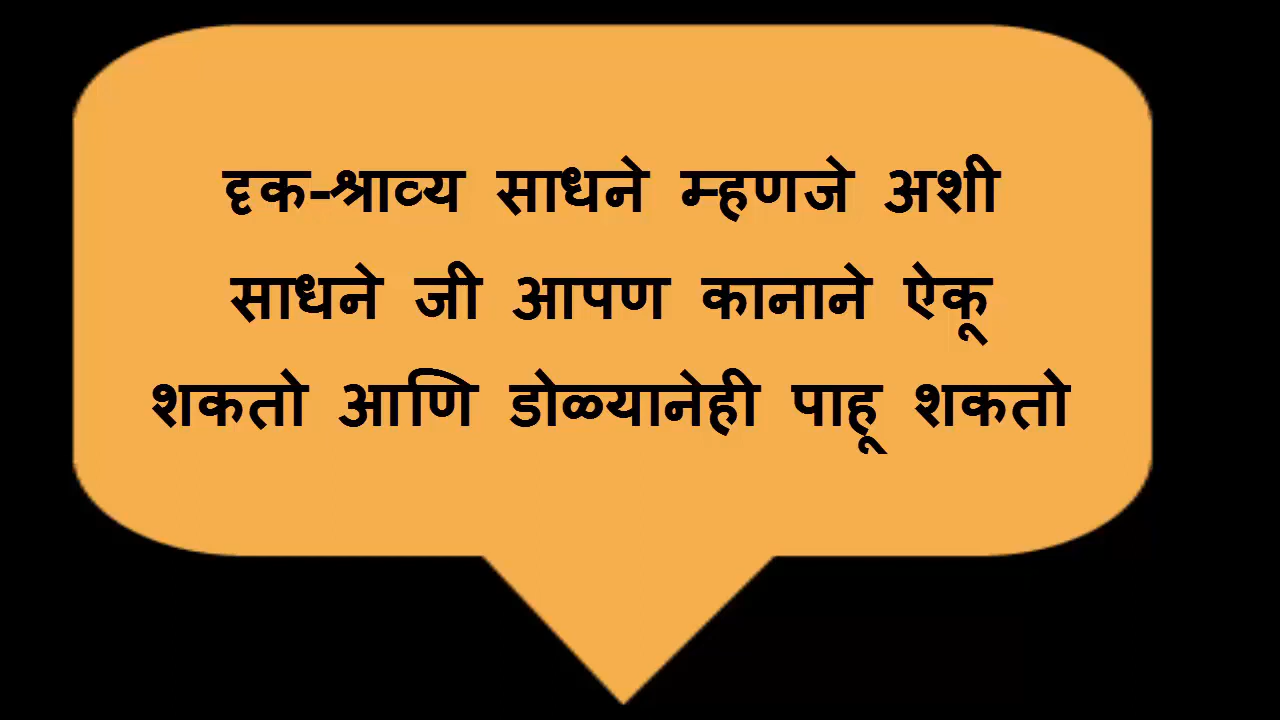 दृक-श्राव्य साधने म्हणजे अशी
साधने जी आपण कानाने ऐकू
शकतो आणि डोळ्यानेही पाहू शकतो